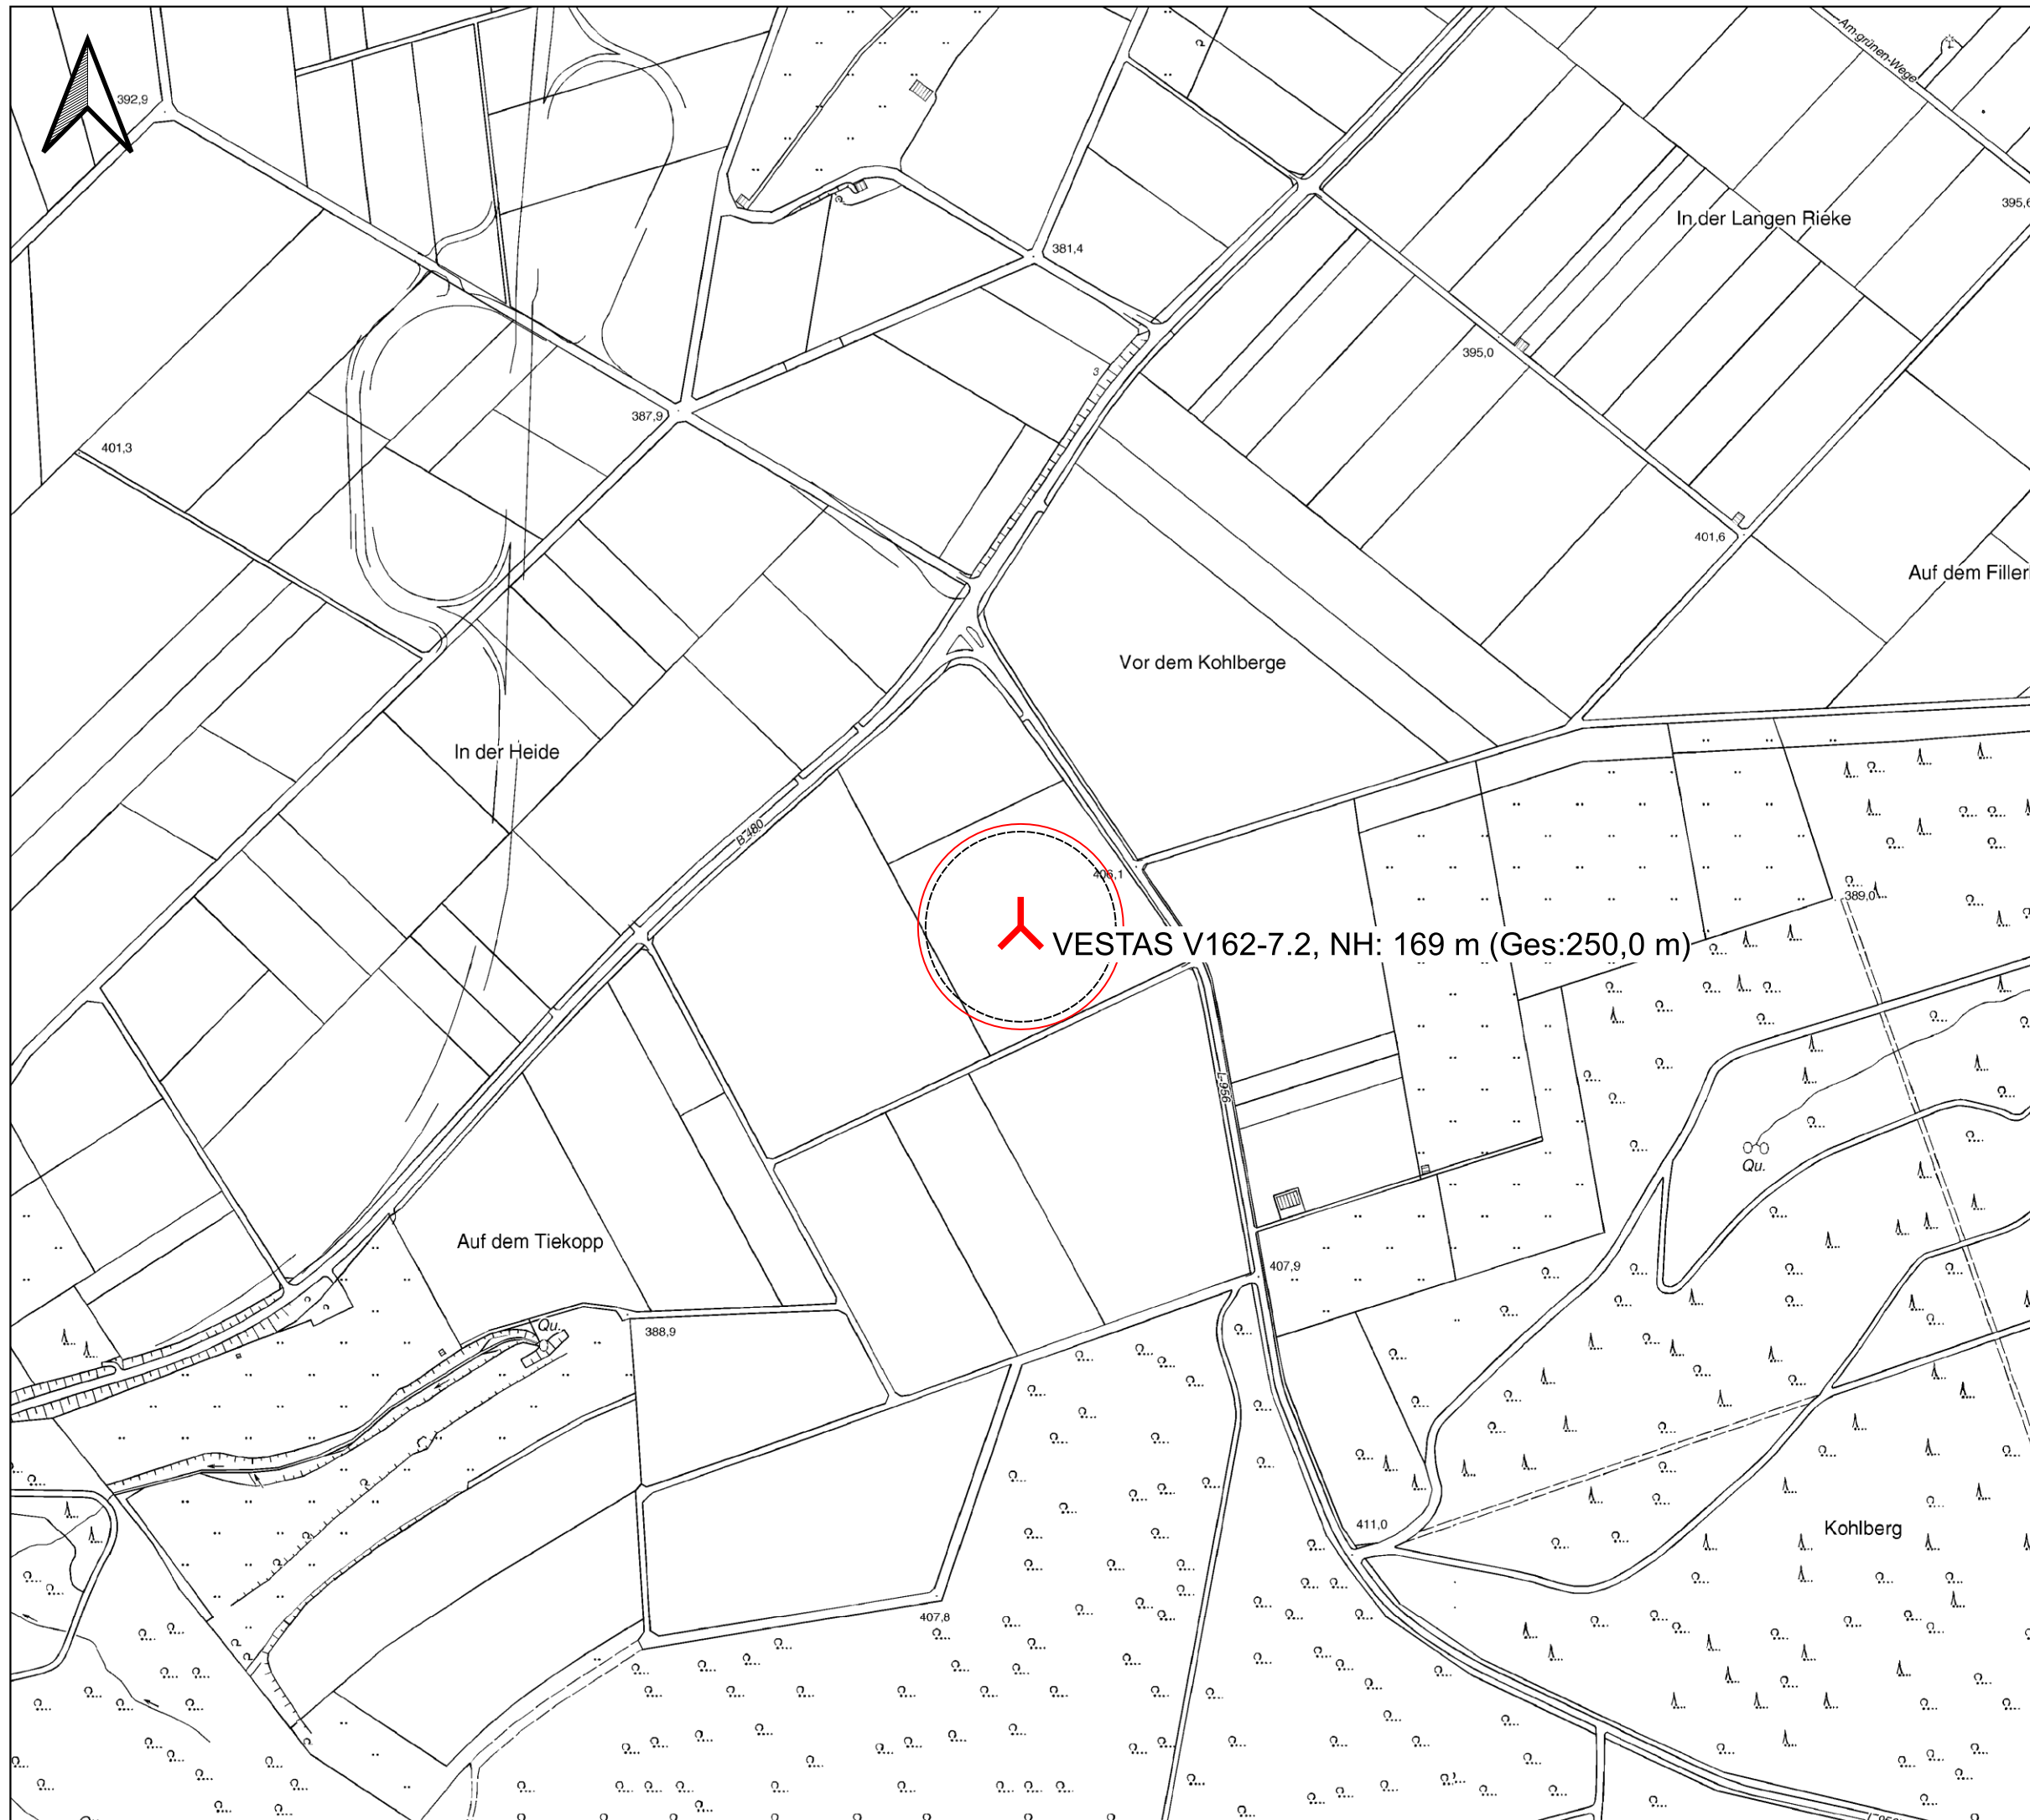 Am-grünen-Wege
392,9
395,6
In der Langen Rieke
381,4
395,0
3
387,9
401,3
401,6
Auf dem Filler
Vor dem Kohlberge
In der Heide
B 480
406,1
389,0
VESTAS V162-7.2, NH: 169 m (Ges:250,0 m)
L 956
Qu.
Auf dem Tiekopp
407,9
Qu.
388,9
411,0
Kohlberg
407,8